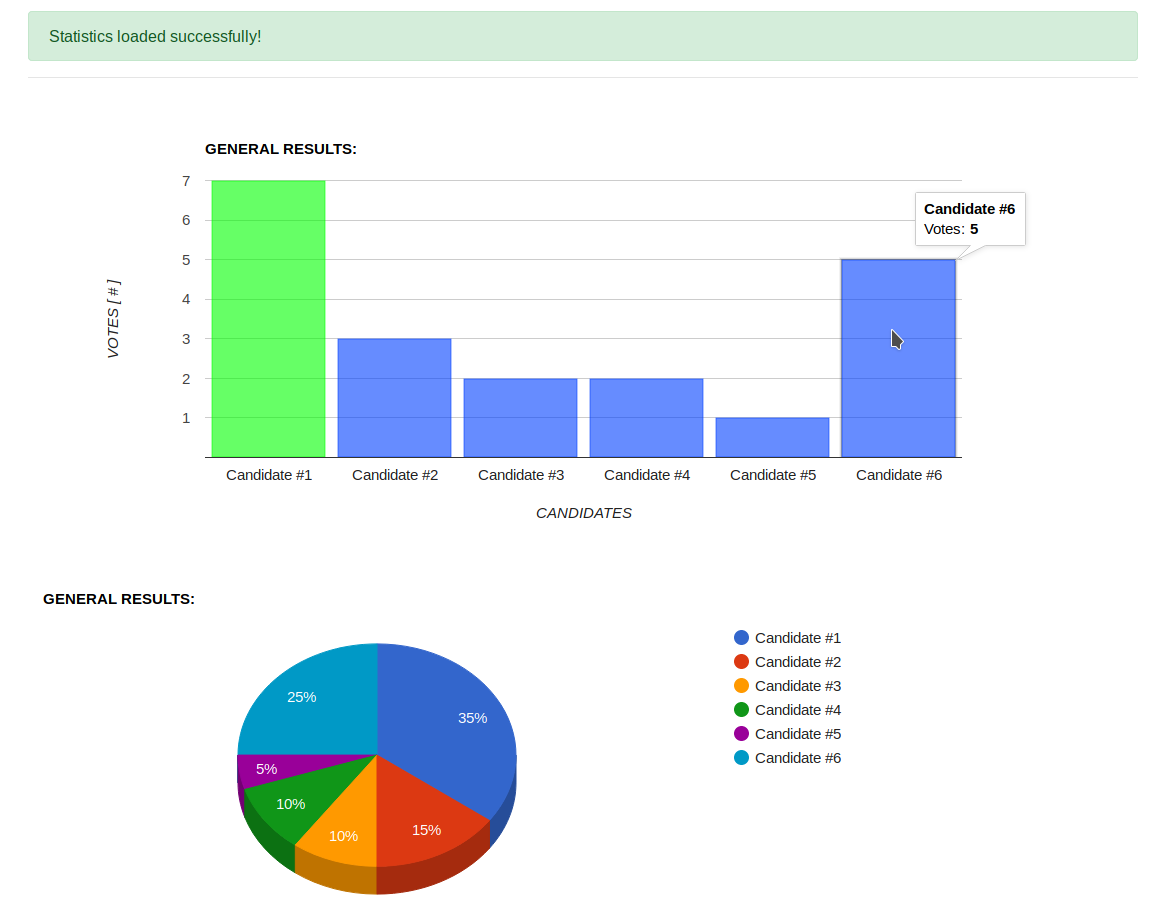 Statistics loaded successfully!
GENERAL RESULTS:
7
6
5
4
3
2
1
VOTES [ # ]
Candidate #6
Votes: 5
Candidate #1 Candidate #2 Candidate #3 Candidate #4 Candidate #5 Candidate #6
CANDIDATES
GENERAL RESULTS:
25%
35%
5%
10%
10%
15%
Candidate #1
Candidate #2
Candidate #3
Candidate #4
Candidate #5
Candidate #6